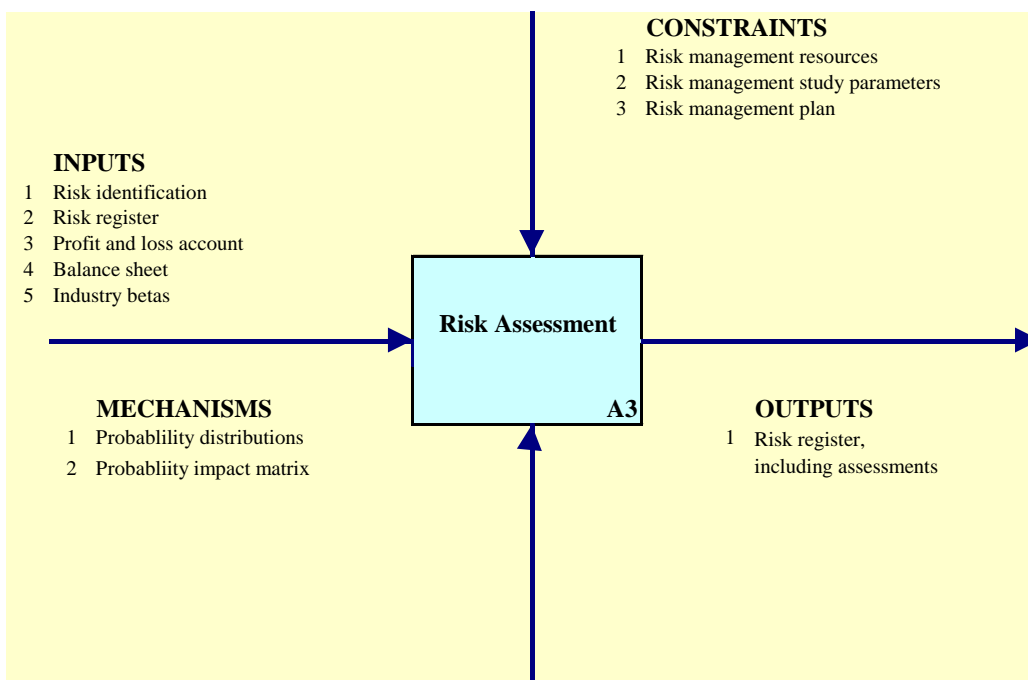 CONSTRAINTS
1 Risk management resources
2 Risk management study parameters
3 Risk management plan
INPUTS
1 Risk identification
2 Risk register
3 Profit and loss account
4 Balance sheet
5 Industry betas
Risk Assessment
A3
MECHANISMS
1 Probablility distributions
2 Probabliity impact matrix
OUTPUTS
1 Risk register,
including assessments